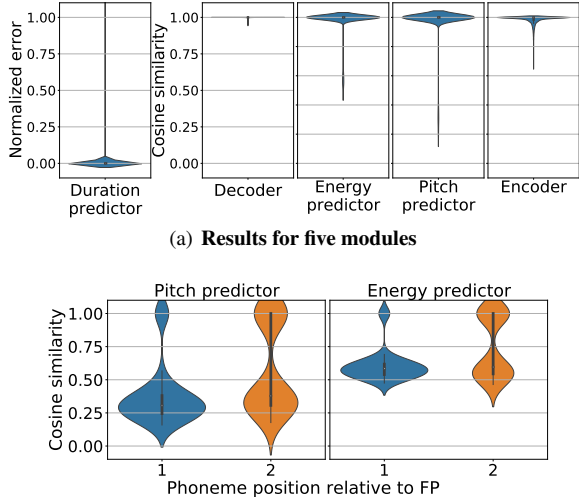 Normalized error
1.00
0.75
0.50
0.25
0.00
Duration
predictor
Cosine similarity
1.00
0.75
0.50
0.25
0.00
Decoder
Energy
predictor
Pitch
predictor
Encoder
(a) Results for five modules
Pitch predictor
Energy predictor
Cosine similarity
1.00
0.75
0.50
0.25
0.00
1
2
1
2
Phoneme position relative to FP